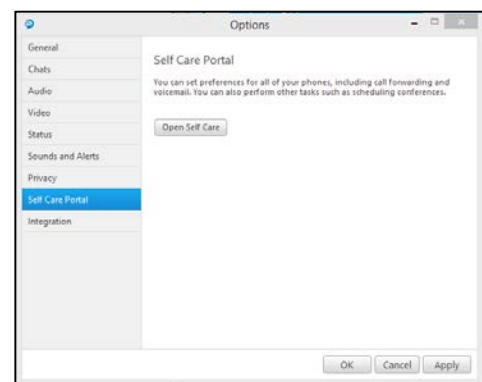 Options
General
Chats
Audio
Video
Status
Sounds and Alerts
Privacy
Self Care Portal
Integration
Self Care Portal
You can set preferences for all of your phones, including call forwarding and
voicemail. You can also perform other tasks such as scheduling conferences.
Open Self Care
OK Cancel Apply